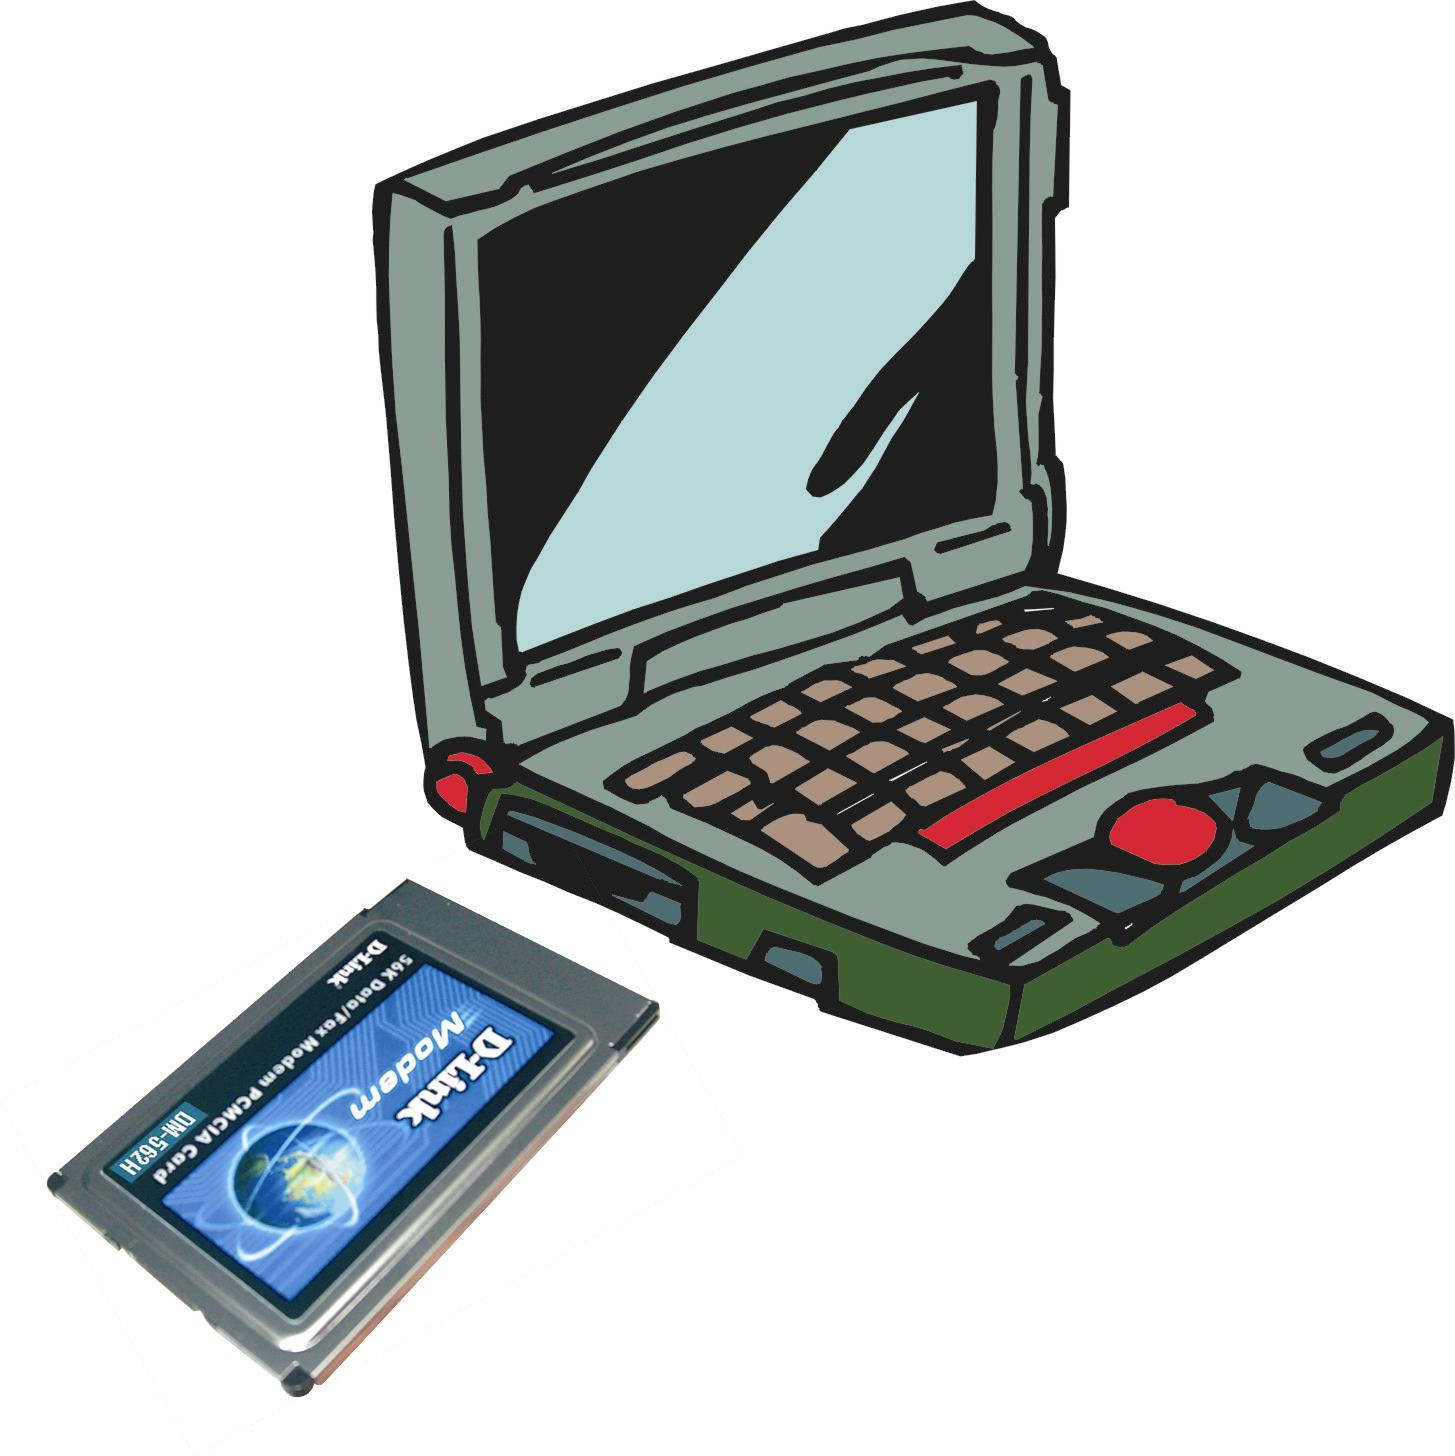 D-Link
56K Data/Fax Modem PCMCIA Card
DM-562H
D-Link
Modem